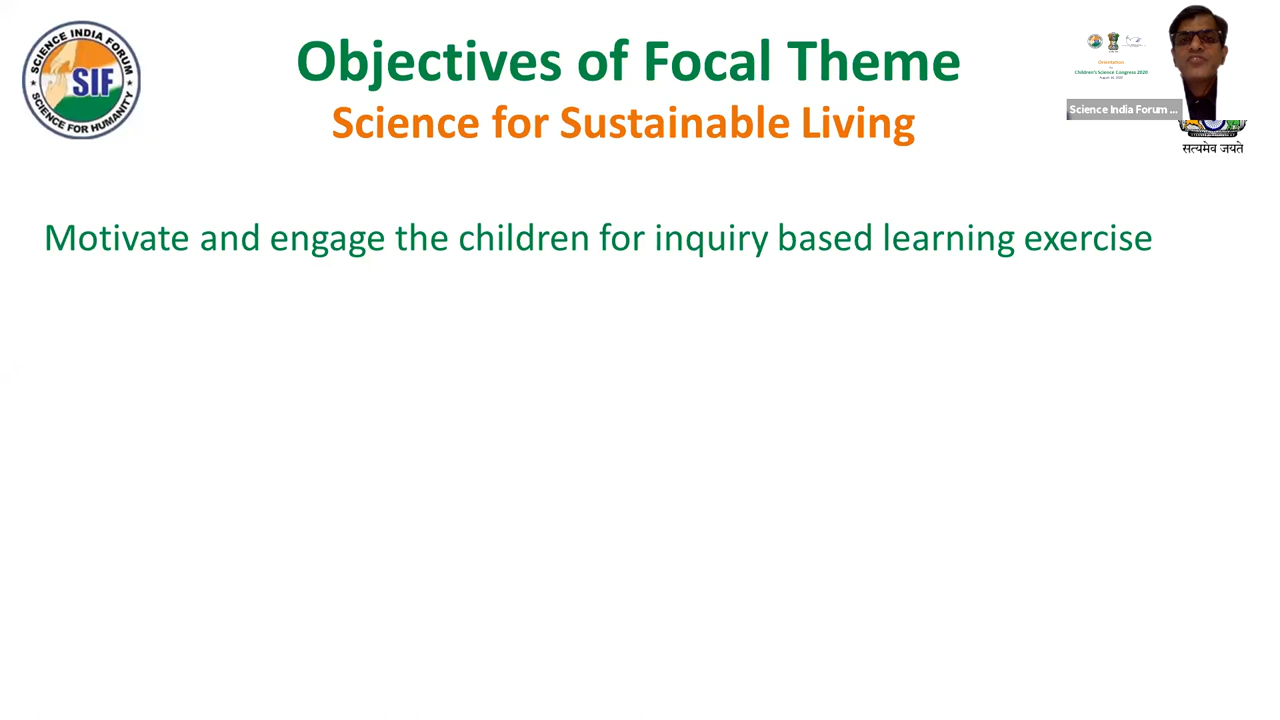 SCIENCE INDIA FORUM
SIF
SCIENCE FOR HUMANITY
Objectives of Focal Theme
Science for Sustainable Living
Orientation
Children's Science Congress 2020
Science India Forum ...
सत्यमेव जयते
Motivate and engage the children for inquiry based learning exercise